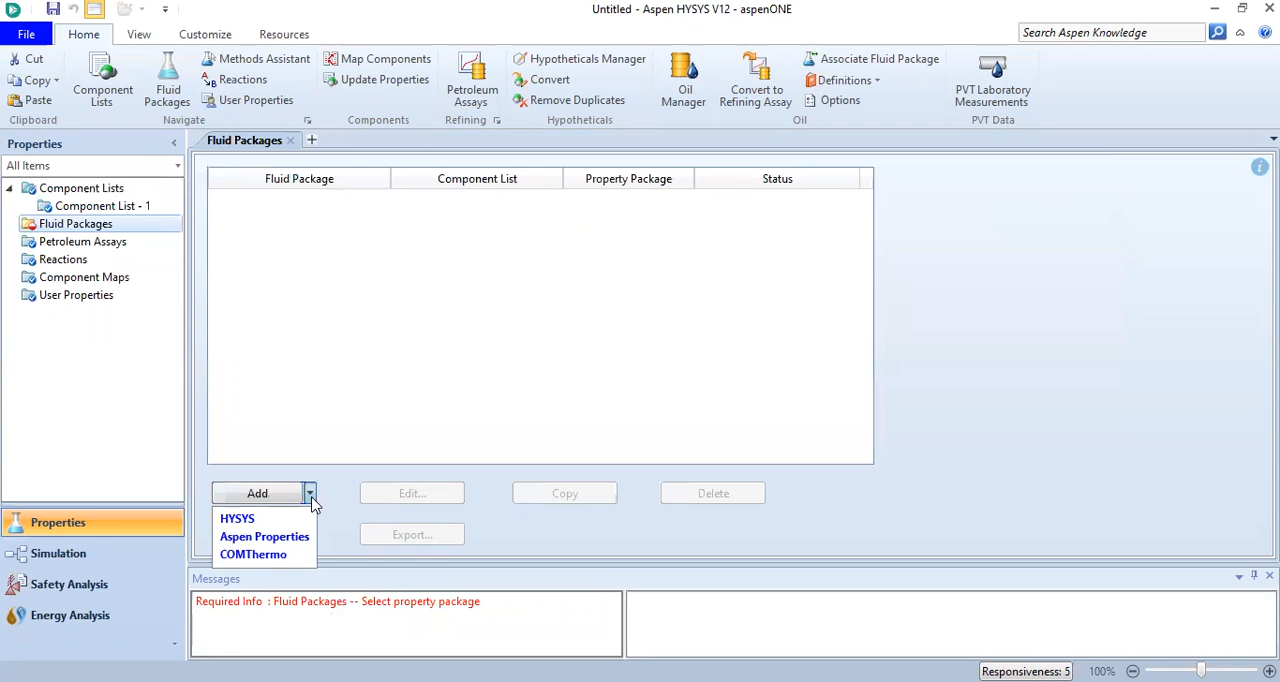 Untitled - Aspen HYSYS V12 - aspenONE
File Home View Customize Resources Search Aspen Knowledge
Cut
Copy
Paste
Clipboard
Component Lists
Fluid Packages
Methods Assistant
Reactions
User Properties
Navigate
Map Components
Update Properties
Components
Petroleum Assays
Refining
Hypotheticals Manager
Convert
Remove Duplicates
Hypotheticals
Oil Manager
Convert to Refining Assay
Associate Fluid Package
Definitions
Options
Oil
PVT Laboratory Measurements
PVT Data
Properties
All Items
Component Lists
Component List - 1
Fluid Packages
Petroleum Assays
Reactions
Component Maps
User Properties
Properties
Simulation
Safety Analysis
Energy Analysis
Fluid Packages
Fluid Package Component List Property Package Status
Add Edit... Copy Delete
HYSYS
Aspen Properties
COMThermo
Export...
Messages
Required Info : Fluid Packages -- Select property package
Responsiveness: 5 100%